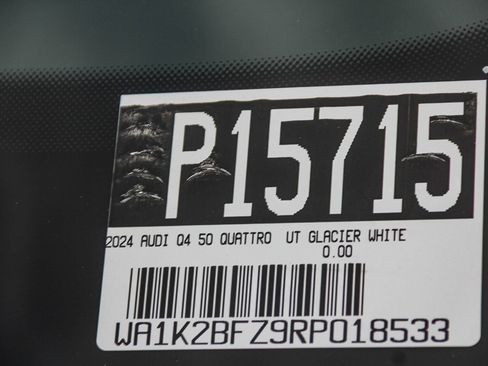 P15715
2024 AUDI Q4 50 QUATTRO UT GLACIER WHITE
0.00
WA1K2BFZ9RP018533